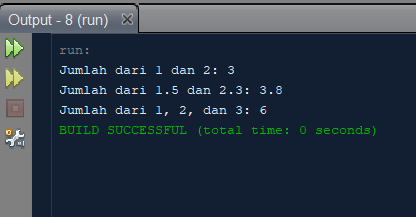 Output - 8 (run)
run:
Jumlah dari 1 dan 2: 3
Jumlah dari 1.5 dan 2.3: 3.8
Jumlah dari 1, 2, dan 3: 6
BUILD SUCCESSFUL (total time: 0 seconds)